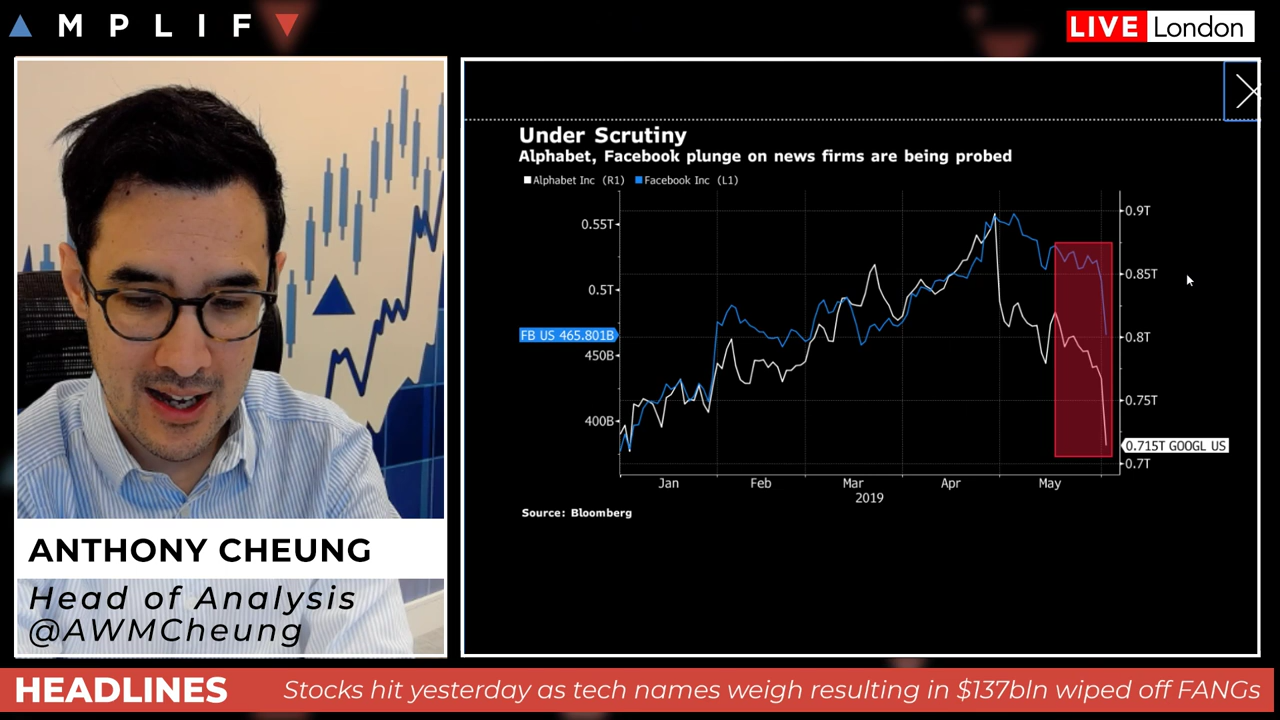 AMPLIFY
LIVE London
Under Scrutiny
Alphabet, Facebook plunge on news firms are being probed
Alphabet Inc (R1) Facebook Inc (L1)
0.55T
0.5T
FB US 465.801B
450B
400B
0.9T
0.85T
0.8T
0.75T
0.715T GOOGL US
0.7T
Jan Feb Mar Apr May
2019
Source: Bloomberg
ANTHONY CHEUNG
Head of Analysis
@AWMCheung
HEADLINES Stocks hit yesterday as tech names weigh resulting in $137bln wiped off FANGs